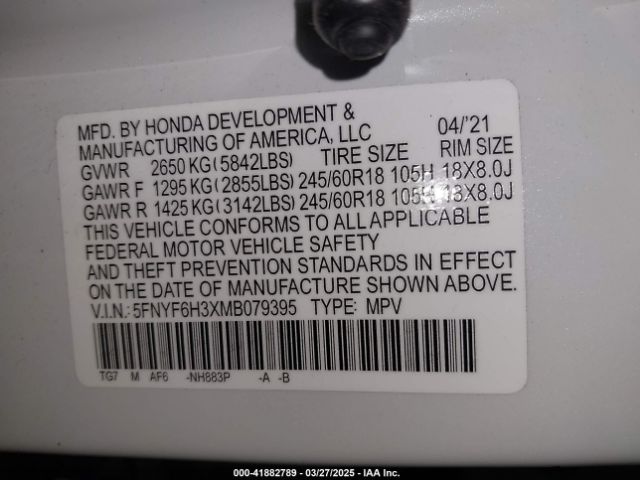 MFD. BY HONDA DEVELOPMENT & MANUFACTURING OF AMERICA, LLC 04/'21
GVWR 2650 KG(5842LBS) TIRE SIZE RIM SIZE
GAWR F 1295 KG(2855LBS) 245/60R18 105H 18X8.0J
GAWR R 1425 KG(3142LBS) 245/60R18 105H 18X8.0J
THIS VEHICLE CONFORMS TO ALL APPLICABLE
FEDERAL MOTOR VEHICLE SAFETY
AND THEFT PREVENTION STANDARDS IN EFFECT
ON THE DATE OF MANUFACTURE SHOWN ABOVE.
V.I.N.: 5FNYF6H3XMB079395 TYPE: MPV
TG7 M AF6 -NH883P -A -B
000-41882789 - 03/27/2025 - IAA Inc.